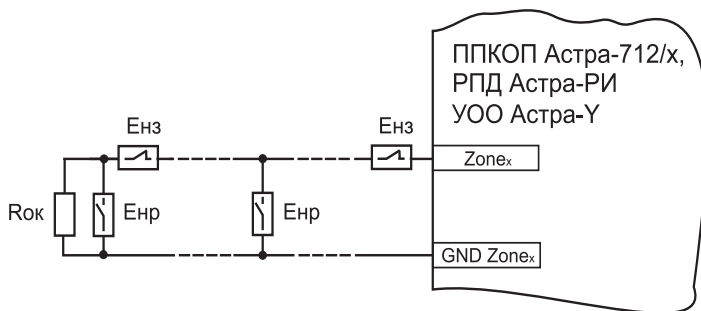 ППКОП Астра-712/x,
РПД Астра-РИ
УОО Астра-Y
Енз
Енз
Zonex
Rок
Енр
Енр
GND Zonex